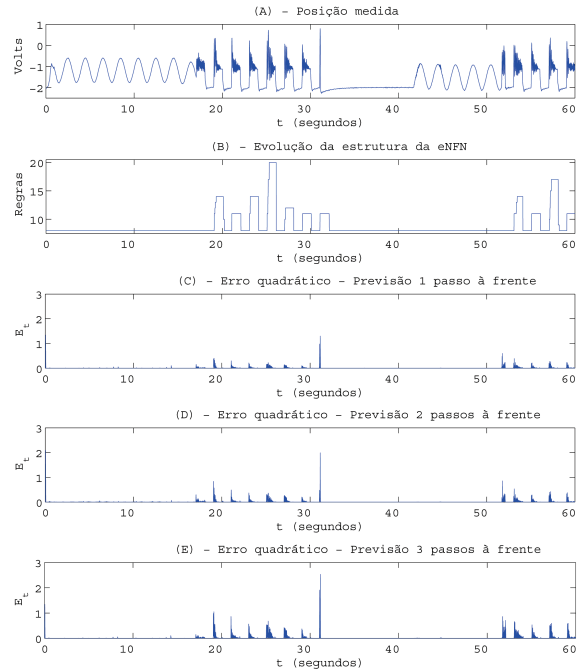 (A) - Posição medida
1
0
−1
−2
Volts
0 10 20 30 40 50 60
t (segundos)
(B) - Evolução da estrutura da eNFN
20
15
10
Regras
0 10 20 30 40 50 60
t (segundos)
(C) - Erro quadrático - Previsão 1 passo à frente
3
2
1
0
E_t
0 10 20 30 40 50 60
t (segundos)
(D) - Erro quadrático - Previsão 2 passos à frente
3
2
1
0
E_t
0 10 20 30 40 50 60
t (segundos)
(E) - Erro quadrático - Previsão 3 passos à frente
3
2
1
0
E_t
0 10 20 30 40 50 60
t (segundos)